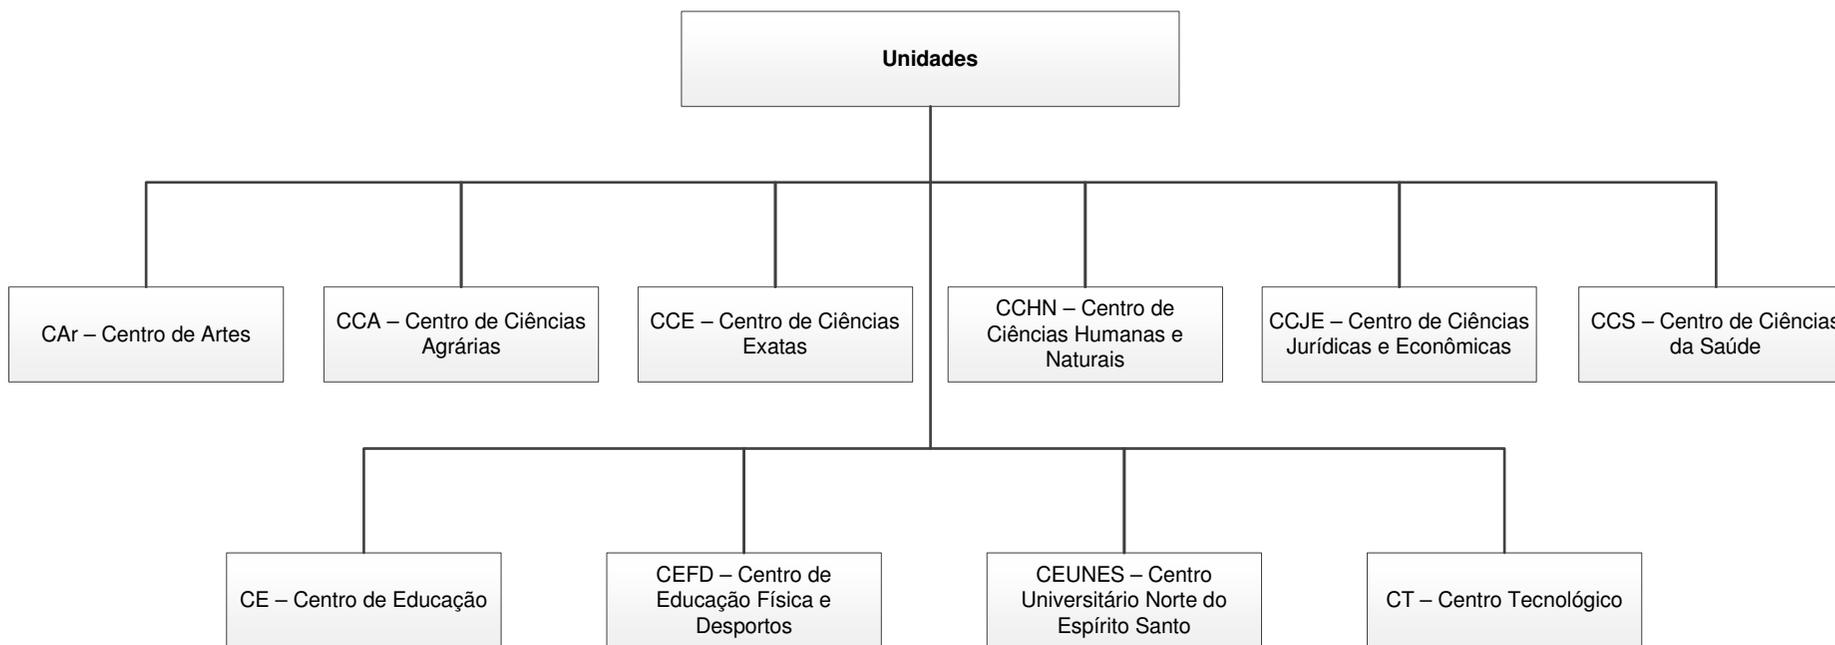 Unidades
CAr – Centro de Artes
CCA – Centro de Ciências
Agrárias
CCE – Centro de Ciências
Exatas
CCHN – Centro de
Ciências Humanas e
Naturais
CCJE – Centro de Ciências
Jurídicas e Econômicas
CCS – Centro de Ciências
da Saúde
CE – Centro de Educação
CEFD – Centro de
Educação Física e
Desportos
CEUNES – Centro
Universitário Norte do
Espírito Santo
CT – Centro Tecnológico